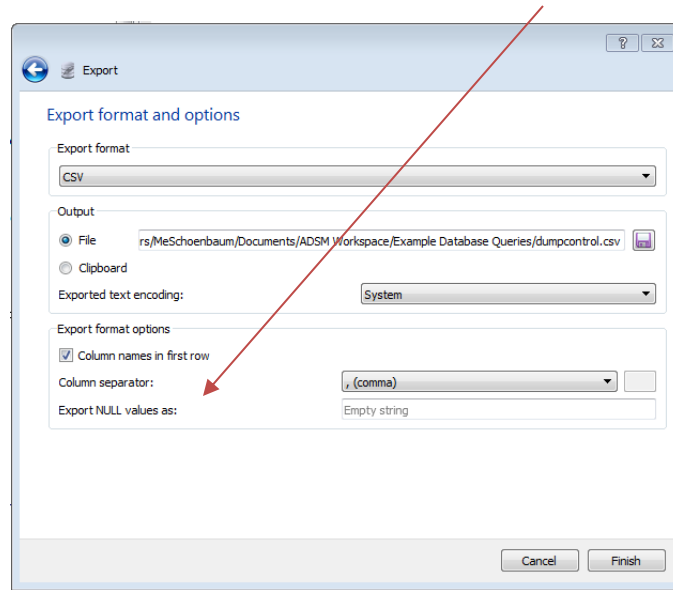 Export
Export format and options
Export format
CSV
Output
File rs/MeSchoenbaum/Documents/ADSM Workspace/Example Database Queries/dumpcontrol.csv
Clipboard
Exported text encoding: System
Export format options
Column names in first row
Column separator: , (comma)
Export NULL values as: Empty string
Cancel Finish